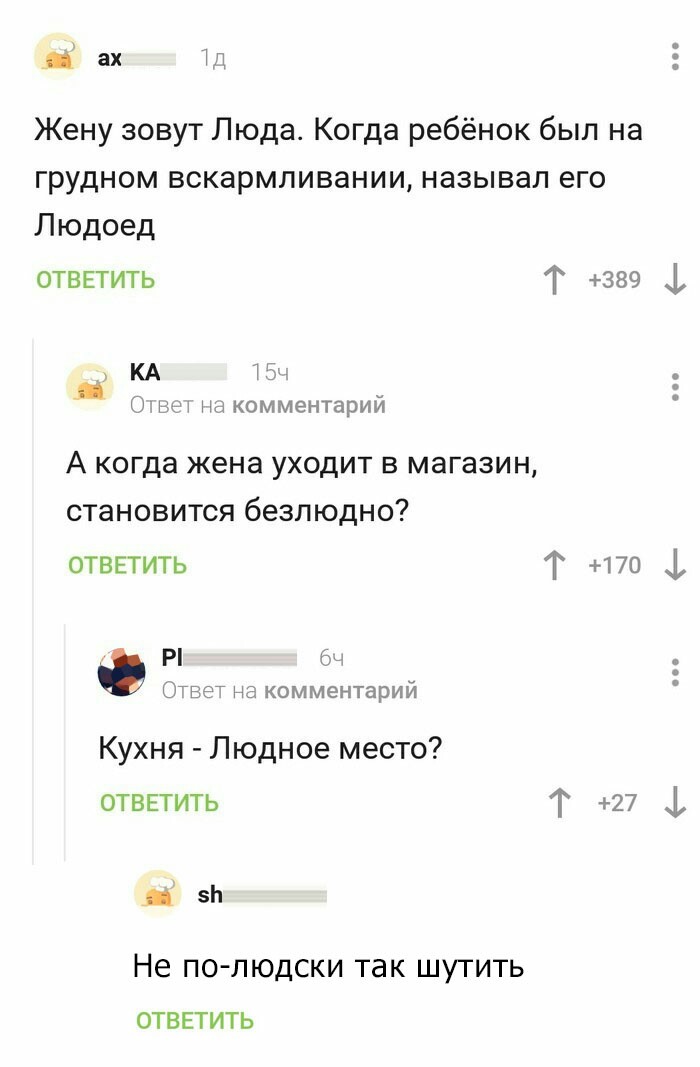 ах 1д
Жену зовут Люда. Когда ребёнок был на
грудном вскармливании, называл его
Людоед
ОТВЕТИТЬ +389
КА 15ч
Ответ на комментарий
А когда жена уходит в магазин,
становится безлюдно?
ОТВЕТИТЬ +170
Pl 6ч
Ответ на комментарий
Кухня - Людное место?
ОТВЕТИТЬ +27
sh
Не по-людски так шутить
ОТВЕТИТЬ